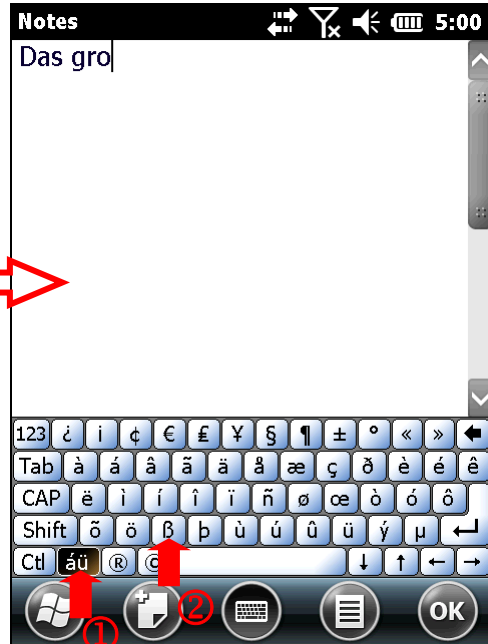 Notes 5:00
Das gro
123 ¿ ¡ ¢ € £ ¥ § ¶ ± ° « »
Tab à á â ã ä å æ ç ð è é ê
CAP ë ì í î ï ñ ø œ ò ó ô
Shift õ ö ß þ ù ú û ü ý µ
Ctl áü ® © ↓ ↑ ← →
① ② OK